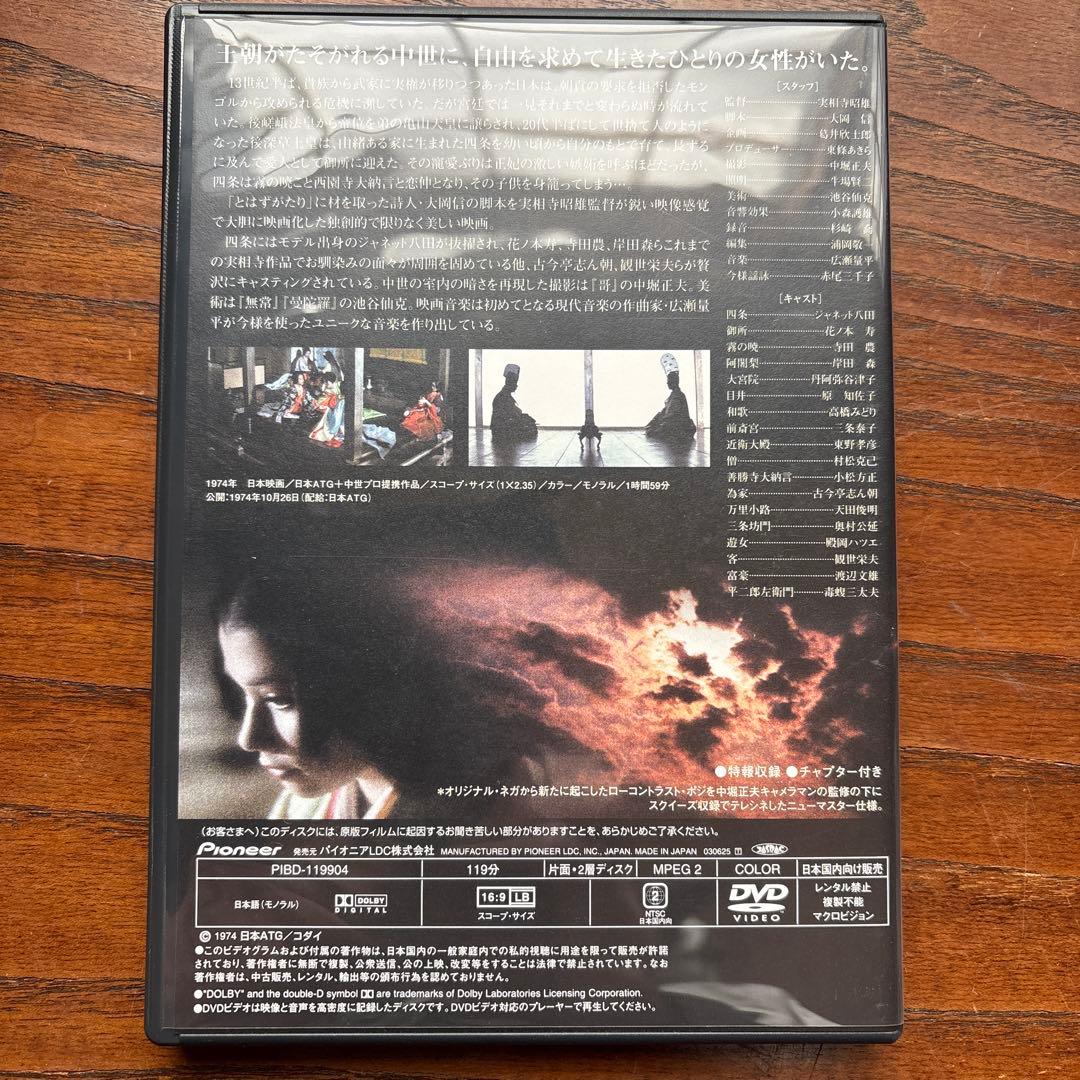 王朝がたそがれる中世に、自由を求めて生きたひとりの女性がいた。
13世紀半ば、貴族から武家に実権が移りつつあった日本は、朝貢の要求を拒否したモン
ゴルから攻められる危機に瀕していた。だが宮廷では一見それまでと変わらぬ時が流れて
いた。後嵯峨法皇から帝位を弟の亀山天皇に譲らされ、20代半ばにして世捨て人のように
なった後深草上皇は、由緒ある家に生まれた四条を幼い頃から自分のもとで育て、長ずる
に及んで愛人として御所に迎えた。その寵愛ぶりは正妃の激しい嫉妬を呼ぶほどだったが、
四条は霧の暁こと西園寺大納言と恋仲となり、その子供を身籠ってしまう…。
『とはずがたり』に材を取った詩人・大岡信の脚本を実相寺昭雄監督が鋭い映像感覚
で大胆に映画化した独創的で限りなく美しい映画。
四条にはモデル出身のジャネット八田が抜擢され、花ノ本寿、寺田農、岸田森らこれまで
の実相寺作品でお馴染みの面々が周囲を固めている他、古今亭志ん朝、観世栄夫らが贅
沢にキャスティングされている。中世の室内の暗さを再現した撮影は『哥』の中堀正夫。美
術は『無常』『曼陀羅』の池谷仙克。映画音楽は初めてとなる現代音楽の作曲家・広瀬量
平が今様を使ったユニークな音楽を作り出している。
[スタッフ]
監督…………実相寺昭雄
脚本…………大岡 信
企画…………葛井欣士郎
プロデューサー…………東條あきら
撮影…………中堀正夫
照明…………牛場賢二
美術…………池谷仙克
音響効果…………小森護雄
録音…………杉崎 喬
編集…………浦岡敬一
音楽…………広瀬量平
今様謡詠…………赤尾三千子
[キャスト]
四条…………ジャネット八田
御所…………花ノ本 寿
霧の暁…………寺田 農
阿闍梨…………岸田 森
大宮院…………丹阿弥谷津子
目井…………原 知佐子
和歌…………高橋みどり
前斎宮…………三条泰子
近衛大殿…………東野孝彦
僧…………村松克己
善勝寺大納言…………小松方正
為家…………古今亭志ん朝
万里小路…………天田俊明
三条坊門…………奥村公延
遊女…………殿岡ハツエ
客…………観世栄夫
富豪…………渡辺文雄
平二郎左衛門…………毒蝮三太夫
1974年 日本映画／日本ATG＋中世プロ提携作品／スコープ・サイズ（1×2.35）／カラー／モノラル／1時間59分
公開：1974年10月26日（配給：日本ATG）
●特報収録 ●チャプター付き
＊オリジナル・ネガから新たに起こしたローコントラスト・ポジを中堀正夫キャメラマンの監修の下に
スクイーズ収録でテレシネしたニューマスター仕様。
（お客さまへ）このディスクには、原版フィルムに起因するお聞き苦しい部分がありますことを、あらかじめご了承ください。
Pioneer 発売元 パイオニアLDC株式会社 MANUFACTURED BY PIONEER LDC, INC., JAPAN. MADE IN JAPAN 030625
PIBD-119904 119分 片面・2層ディスク MPEG 2 COLOR 日本国内向け販売
日本語（モノラル） DOLBY DIGITAL 16:9 LB スコープ・サイズ 2 NTSC 日本国内向 DVD VIDEO レンタル禁止 複製不能 マクロビジョン
© 1974 日本ATG／コダイ
●このビデオグラムおよび付属の著作物は、日本国内の一般家庭内での私的視聴に用途を限って販売が許諾
されており、著作権者に無断で複製、公衆送信、公の上映、改変等をすることは法律で禁止されています。なお
著作権者は、中古販売、レンタル、輸出等の頒布行為を認めておりません。
●"DOLBY" and the double-D symbol are trademarks of Dolby Laboratories Licensing Corporation.
●DVDビデオは映像と音声を高密度に記録したディスクです。DVDビデオ対応のプレーヤーで再生してください。